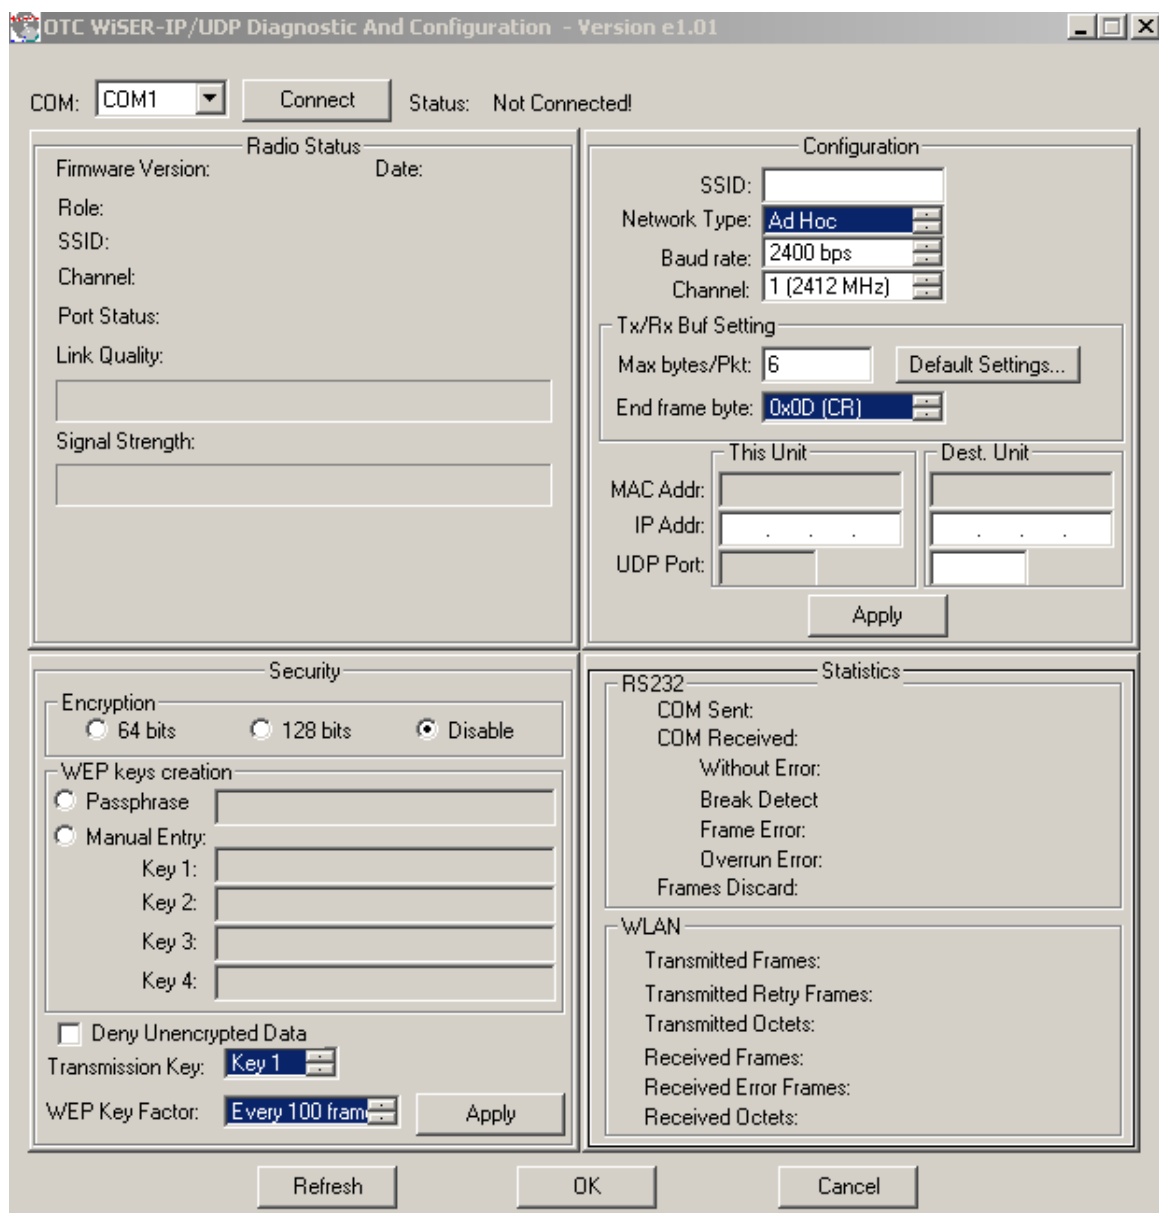 OTC WiSER-IP/UDP Diagnostic And Configuration - Version e1.01
COM: COM1 Connect Status: Not Connected!
Radio Status
Firmware Version: Date:
Role:
SSID:
Channel:
Port Status:
Link Quality:
Signal Strength:
Configuration
SSID:
Network Type: Ad Hoc
Baud rate: 2400 bps
Channel: 1 (2412 MHz)
Tx/Rx Buf Setting
Max bytes/Pkt: 6 Default Settings...
End frame byte: 0x0D (CR)
This Unit Dest. Unit
MAC Addr:
IP Addr: . . . . . .
UDP Port:
Apply
Security
Encryption
64 bits 128 bits Disable
WEP keys creation
Passphrase
Manual Entry:
Key 1:
Key 2:
Key 3:
Key 4:
Deny Unencrypted Data
Transmission Key: Key 1
WEP Key Factor: Every 100 fram Apply
Statistics
RS232
COM Sent:
COM Received:
Without Error:
Break Detect
Frame Error:
Overrun Error:
Frames Discard:
WLAN
Transmitted Frames:
Transmitted Retry Frames:
Transmitted Octets:
Received Frames:
Received Error Frames:
Received Octets:
Refresh OK Cancel